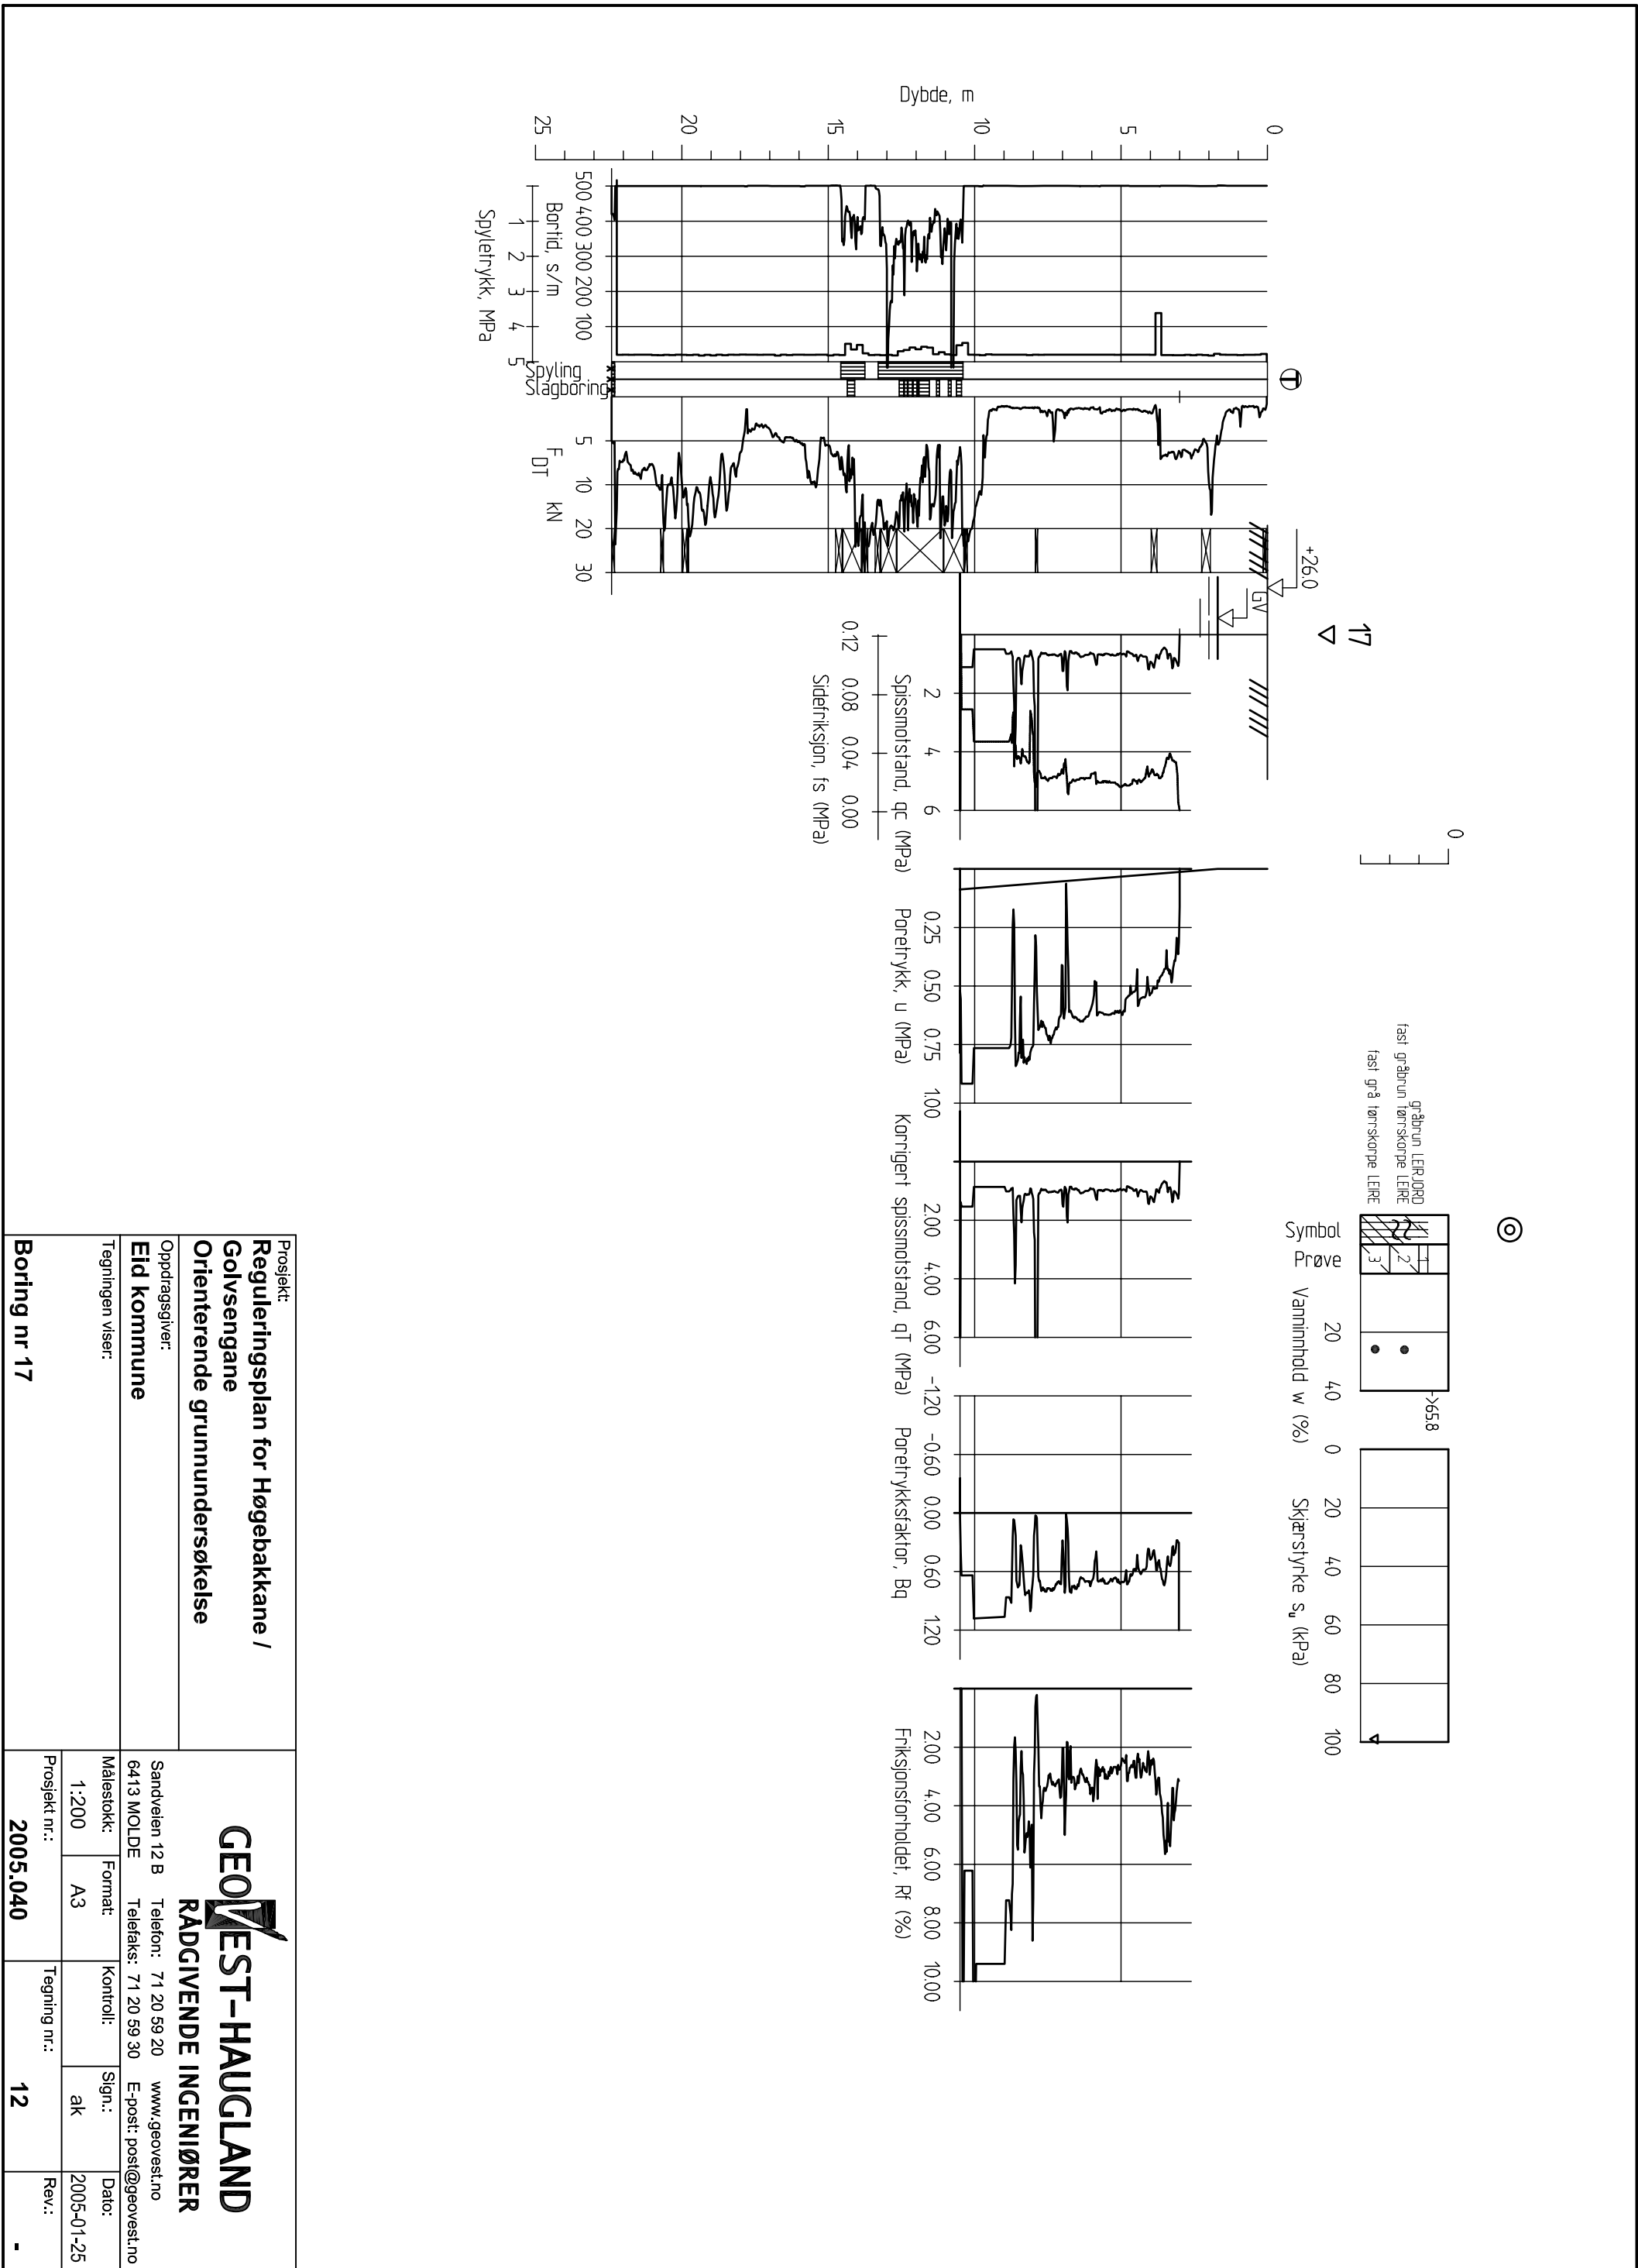 17
+26.0
GV
Dybde, m
0
5
10
15
20
25
500 400 300 200 100
Bortid, s/m
1 2 3 4 5
Spyletrykk, MPa
Spyling
Slagboring
5 10 20 30
F DT kN
2 4 6
Spissmotstand, qc (MPa)
0.12 0.08 0.04 0.00
Sidefriksjon, fs (MPa)
0.25 0.50 0.75 1.00
Poretrykk, u (MPa)
2.00 4.00 6.00
Korrigert spissmotstand, qT (MPa)
-1.20 -0.60 0.00 0.60 1.20
Poretrykksfaktor, Bq
2.00 4.00 6.00 8.00 10.00
Friksjonsforholdet, Rf (%)
0
gråbrun LEIRJORD
fast gråbrun tørrskorpe LEIRE
fast grå tørrskorpe LEIRE
1
2
3
->65.8
Symbol
Prøve
20 40
Vanninnhold w (%)
0 20 40 60 80 100
Skjærstyrke su (kPa)
Prosjekt:
Reguleringsplan for Høgebakkane /
Golvsengane
Orienterende grunnundersøkelse
Oppdragsgiver:
Eid kommune
Tegningen viser:
Boring nr 17
GEOVEST-HAUGLAND
RÅDGIVENDE INGENIØRER
Sandveien 12 B Telefon: 71 20 59 20 www.geovest.no
6413 MOLDE Telefaks: 71 20 59 30 E-post: post@geovest.no
Målestokk: Format: Kontroll: Sign.: Dato:
1:200 A3 ak 2005-01-25
Prosjekt nr.: Tegning nr.: Rev.:
2005.040 12 -